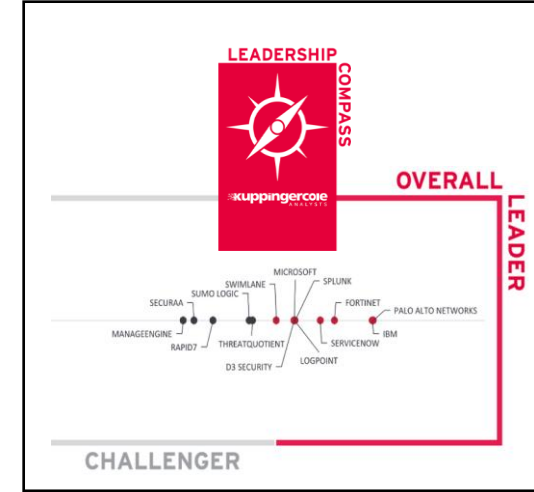 LEADERSHIP
COMPASS
kuppingercole
ANALYSTS
OVERALL
LEADER
MICROSOFT
SWIMLANE
SPLUNK
SUMO LOGIC
SECURAA
FORTINET
PALO ALTO NETWORKS
MANAGEENGINE
RAPID7
THREATQUOTIENT
SERVICENOW
IBM
D3 SECURITY
LOGPOINT
CHALLENGER